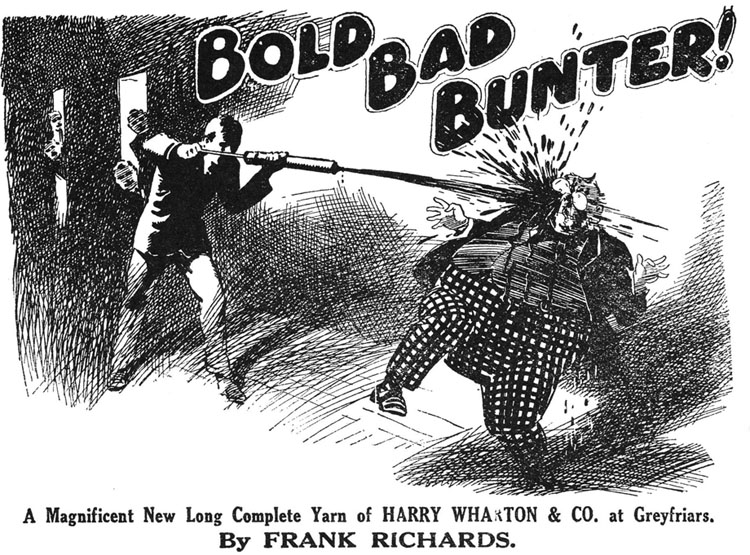 BOLD
BAD
BUNTER!
A Magnificent New Long Complete Yarn of HARRY WHARTON & CO. at Greyfriars.
By FRANK RICHARDS.